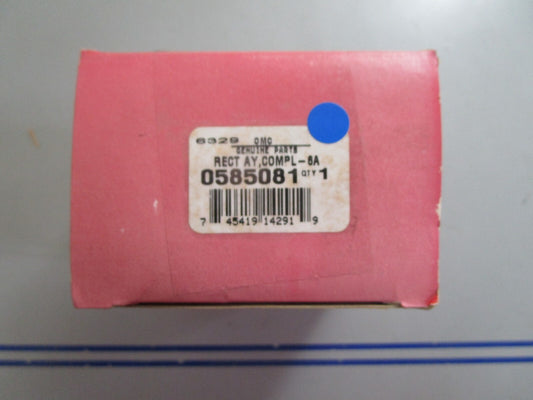 6329 OMC
GENUINE PARTS
RECT AY,COMPL-6A
0585081 QTY 1
7 45419 14291 9